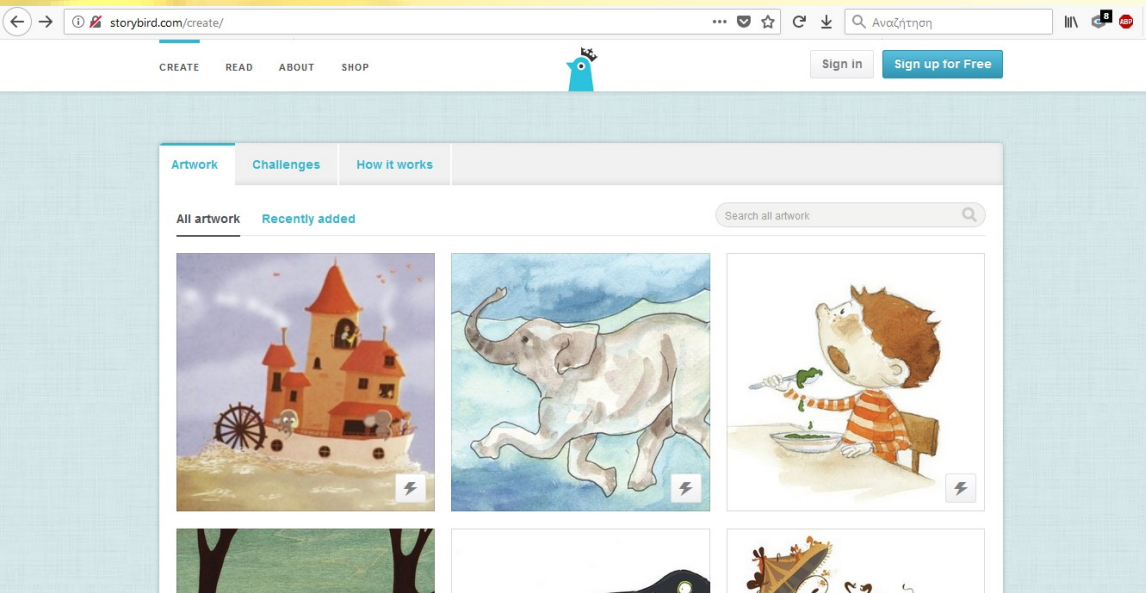 storybird.com/create/
Αναζήτηση
8
ABP
CREATE READ ABOUT SHOP
Sign in
Sign up for Free
Artwork Challenges How it works
All artwork Recently added
Search all artwork